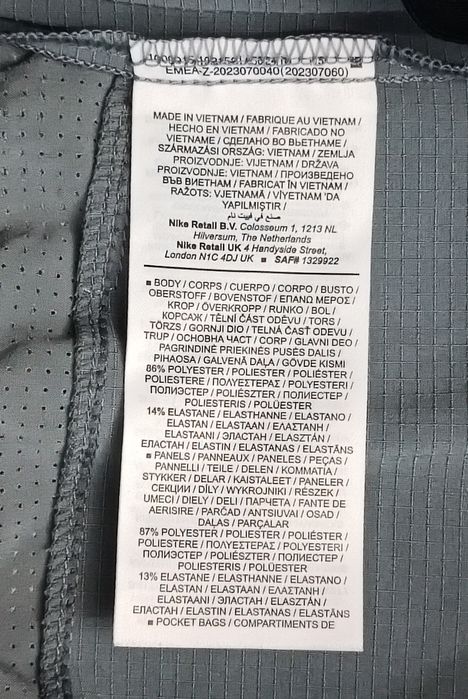 EMEA-Z-2023070040(202307060)
MADE IN VIETNAM / FABRIQUE AU VIETNAM /
HECHO EN VIETNAM / FABRICADO NO
VIETNAME / СДЕЛАНО ВО ВЬЕТНАМЕ /
SZÁRMAZÁSI ORSZÁG: VIETNAM / ZEMLJA
PROIZVODNJE: VIJETNAM / DRŽAVA
PROIZVODNJE: VIETNAM / ПРОИЗВЕДЕНО
ВЪВ ВИЕТНАМ / FABRICAT ÎN VIETNAM /
RAŽOTS: VJETNAMĀ / VİYETNAM 'DA
YAPILMIŞTIR /
صنع في فييت نام
Nike Retail B.V. Colosseum 1, 1213 NL
Hilversum, The Netherlands
Nike Retail UK 4 Handyside Street,
London N1C 4DJ UK ■ SAF# 1329922
■ BODY / CORPS / CUERPO / CORPO / BUSTO /
OBERSTOFF / BOVENSTOF / ΕΠΑΝΩ ΜΕΡΟΣ /
KROP / OVERKROPP / RUNKO / BOL /
КОРПУС / TĚLNÍ ČÁST ODĚVU / TORS /
TÖRZS / GORNJI DIO / TELNÁ ČASŤ ODEVU /
TRUP / ОСНОВНА ЧАСТ / CORP / GLAVNI DEO /
PAGRINDINĖ PRIEKINĖS PUSĖS DALIS /
PIHAOSA / GALVENĀ DAĻA / GÖVDE KISMI
86% POLYESTER / POLIESTER / POLIÉSTER /
POLIESTERE / ΠΟΛΥΕΣΤΕΡΑΣ / POLYESTERI /
ПОЛИЭСТЕР / POLIÉSZTER / ПОЛИЕСТЕР /
POLIESTERIS / POLÜESTER
14% ELASTANE / ELASTHANNE / ELASTANO /
ELASTAN / ELASTAAN / ΕΛΑΣΤΑΝΗ /
ELASTAANI / ЭЛАСТАН / ELASZTÁN /
ЕЛАСТАН / ELASTIN / ELASTANAS / ELASTĀNS
■ PANELS / PANNEAUX / PANELES / PEÇAS /
PANNELLI / TEILE / DELEN / ΚΟΜΜΑΤΙΑ /
STYKKER / DELAR / KAISTALEET / PANELER /
СЕКЦИИ / DÍLY / WYKROJNIKI / RÉSZEK /
UMECI / DIELY / DELI / ПАРЧЕТА / FANTE DE
AERISIRE / PARČAD / ANTSIUVAI / OSAD /
DAĻAS / PARÇALAR
87% POLYESTER / POLIESTER / POLIÉSTER /
POLIESTERE / ΠΟΛΥΕΣΤΕΡΑΣ / POLYESTERI /
ПОЛИЭСТЕР / POLIÉSZTER / ПОЛИЕСТЕР /
POLIESTERIS / POLÜESTER
13% ELASTANE / ELASTHANNE / ELASTANO /
ELASTAN / ELASTAAN / ΕΛΑΣΤΑΝΗ /
ELASTAANI / ЭЛАСТАН / ELASZTÁN /
ЕЛАСТАН / ELASTIN / ELASTANAS / ELASTĀNS
■ POCKET BAGS / COMPARTIMENTS DE